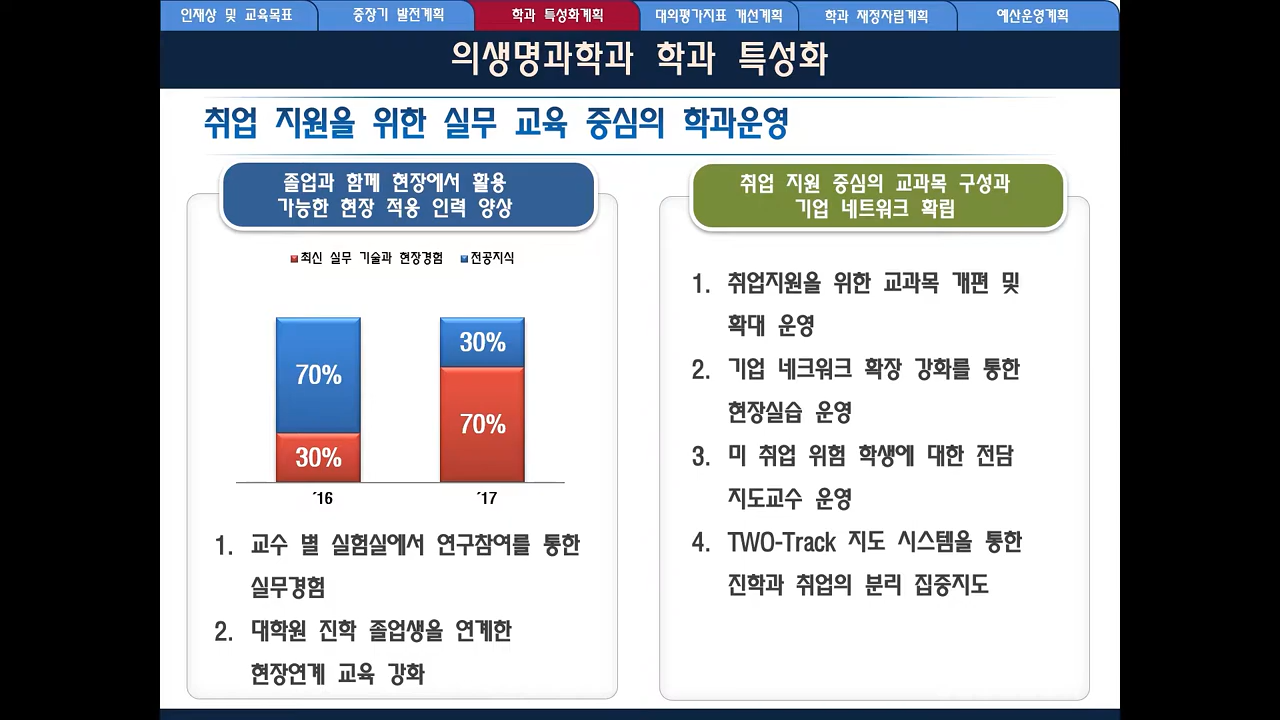 인재상 및 교육목표
중장기 발전계획
학과 특성화계획
대외평가지표 개선계획
학과 재정자립계획
예산운영계획
의생명과학과 학과 특성화
취업 지원을 위한 실무 교육 중심의 학과운영
졸업과 함께 현장에서 활용
가능한 현장 적응 인력 양상
최신 실무 기술과 현장경험
전공지식
70%
30%
30%
70%
´16
´17
1. 교수 별 실험실에서 연구참여를 통한
실무경험
2. 대학원 진학 졸업생을 연계한
현장연계 교육 강화
취업 지원 중심의 교과목 구성과
기업 네트워크 확립
1. 취업지원을 위한 교과목 개편 및
확대 운영
2. 기업 네크워크 확장 강화를 통한
현장실습 운영
3. 미 취업 위험 학생에 대한 전담
지도교수 운영
4. TWO-Track 지도 시스템을 통한
진학과 취업의 분리 집중지도